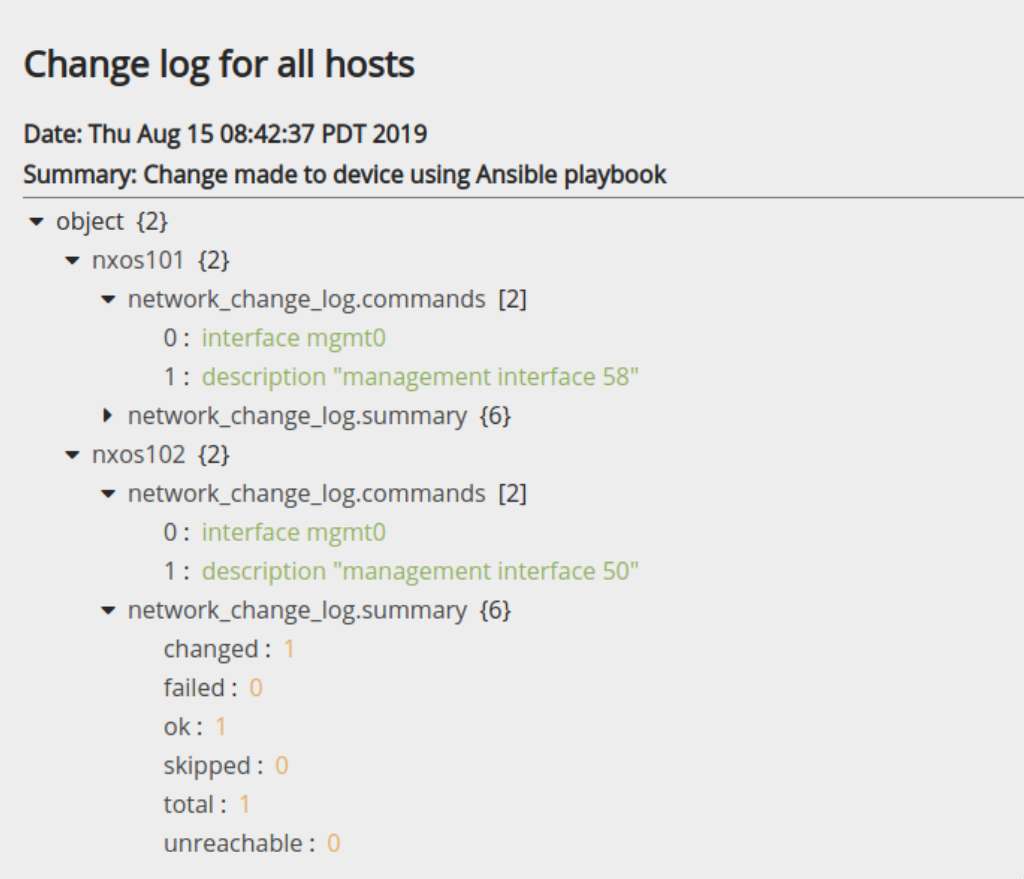 Change log for all hosts
Date: Thu Aug 15 08:42:37 PDT 2019
Summary: Change made to device using Ansible playbook
object {2}
nxos101 {2}
network_change_log.commands [2]
0 : interface mgmt0
1 : description "management interface 58"
network_change_log.summary {6}
nxos102 {2}
network_change_log.commands [2]
0 : interface mgmt0
1 : description "management interface 50"
network_change_log.summary {6}
changed : 1
failed : 0
ok : 1
skipped : 0
total : 1
unreachable : 0